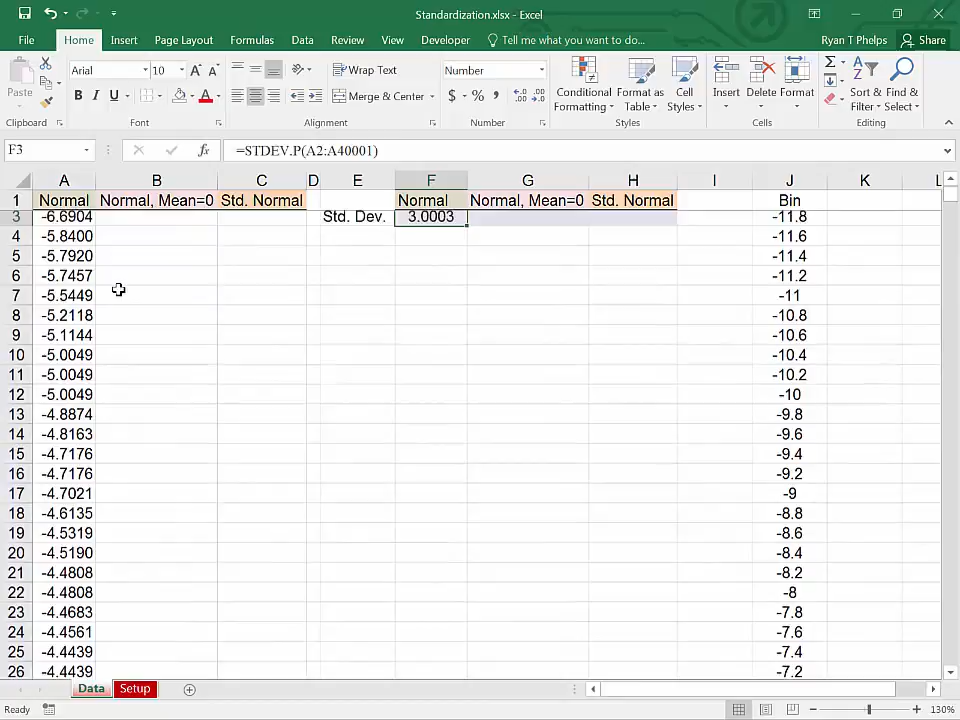 Standardization.xlsx - Excel
File Home Insert Page Layout Formulas Data Review View Developer Tell me what you want to do... Ryan T Phelps Share
Paste Arial 10 A A Wrap Text Number Conditional Formatting Format as Table Cell Styles Insert Delete Format Sort & Filter Find & Select
B I U A Merge & Center $ % ,
Clipboard Font Alignment Number Styles Cells Editing
F3 fx =STDEV.P(A2:A40001)
A B C D E F G H I J K L
1 Normal Normal, Mean=0 Std. Normal Normal Normal, Mean=0 Std. Normal Bin
3 -6.6904 Std. Dev. 3.0003 -11.8
4 -5.8400 -11.6
5 -5.7920 -11.4
6 -5.7457 -11.2
7 -5.5449 -11
8 -5.2118 -10.8
9 -5.1144 -10.6
10 -5.0049 -10.4
11 -5.0049 -10.2
12 -5.0049 -10
13 -4.8874 -9.8
14 -4.8163 -9.6
15 -4.7176 -9.4
16 -4.7176 -9.2
17 -4.7021 -9
18 -4.6135 -8.8
19 -4.5319 -8.6
20 -4.5190 -8.4
21 -4.4808 -8.2
22 -4.4808 -8
23 -4.4683 -7.8
24 -4.4561 -7.6
25 -4.4439 -7.4
26 -4.4439 -7.2
Data Setup
Ready 130%